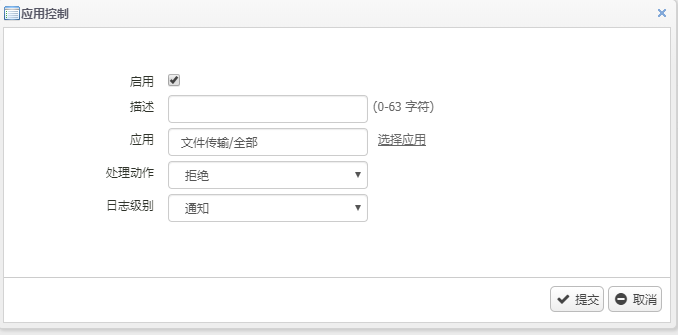 应用控制
启用
描述 (0-63 字符)
应用 文件传输/全部 选择应用
处理动作 拒绝
日志级别 通知
提交 取消